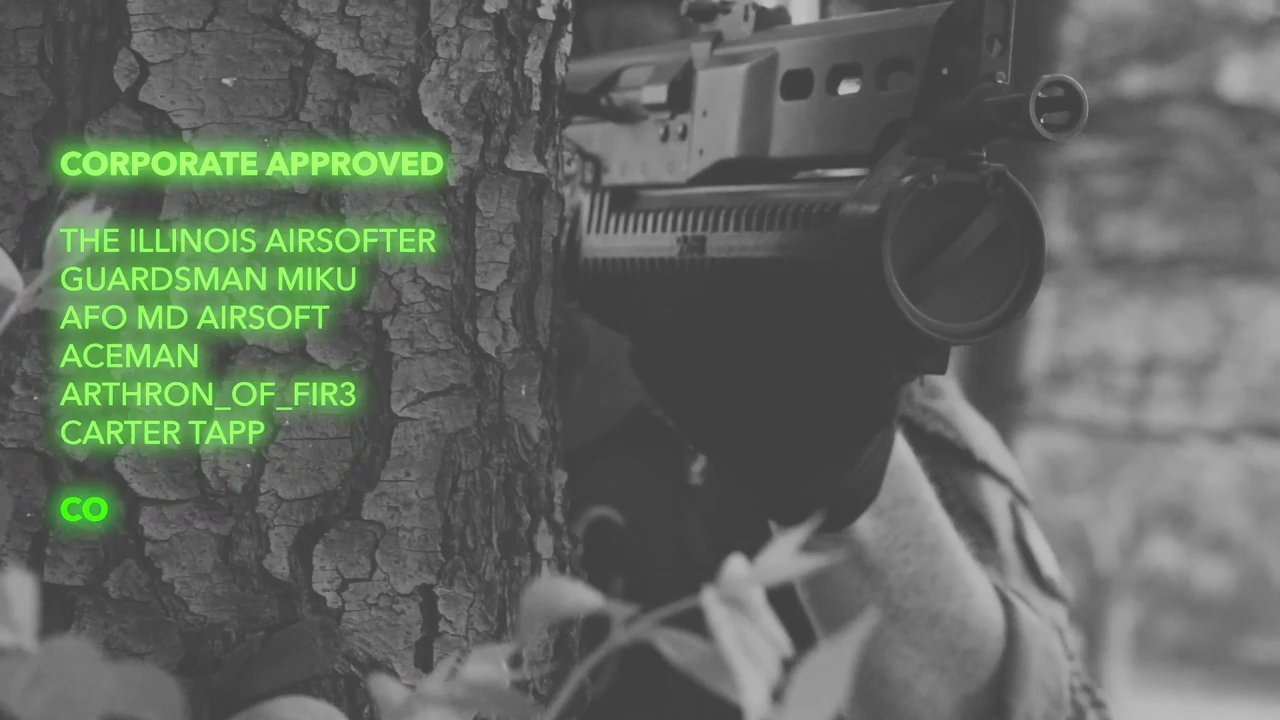 CORPORATE APPROVED
THE ILLINOIS AIRSOFTER
GUARDSMAN MIKU
AFO MD AIRSOFT
ACEMAN
ARTHRON_OF_FIR3
CARTER TAPP
CO